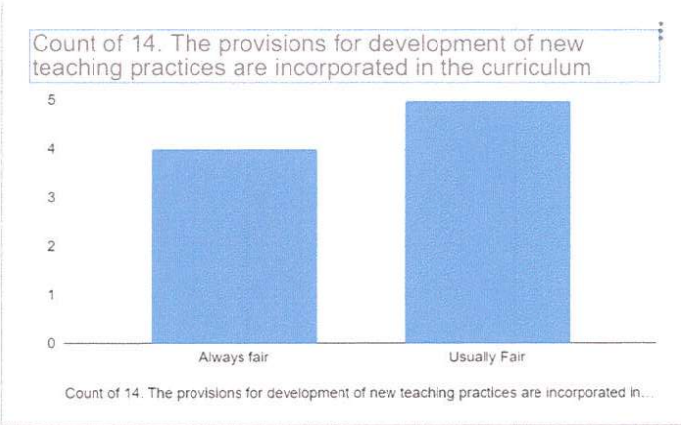 Count of 14. The provisions for development of new
teaching practices are incorporated in the curriculum
5
4
3
2
1
0
Always fair
Usually Fair
Count of 14. The provisions for development of new teaching practices are incorporated in...